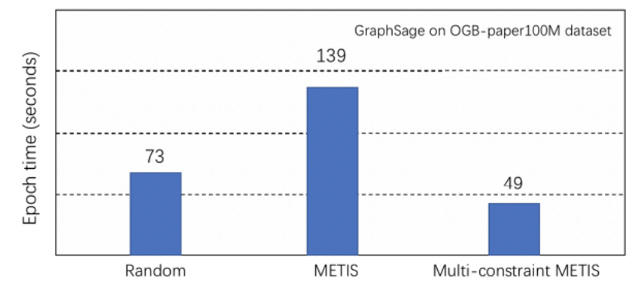 GraphSage on OGB-paper100M dataset
Epoch time (seconds)
139
73
49
Random
METIS
Multi-constraint METIS